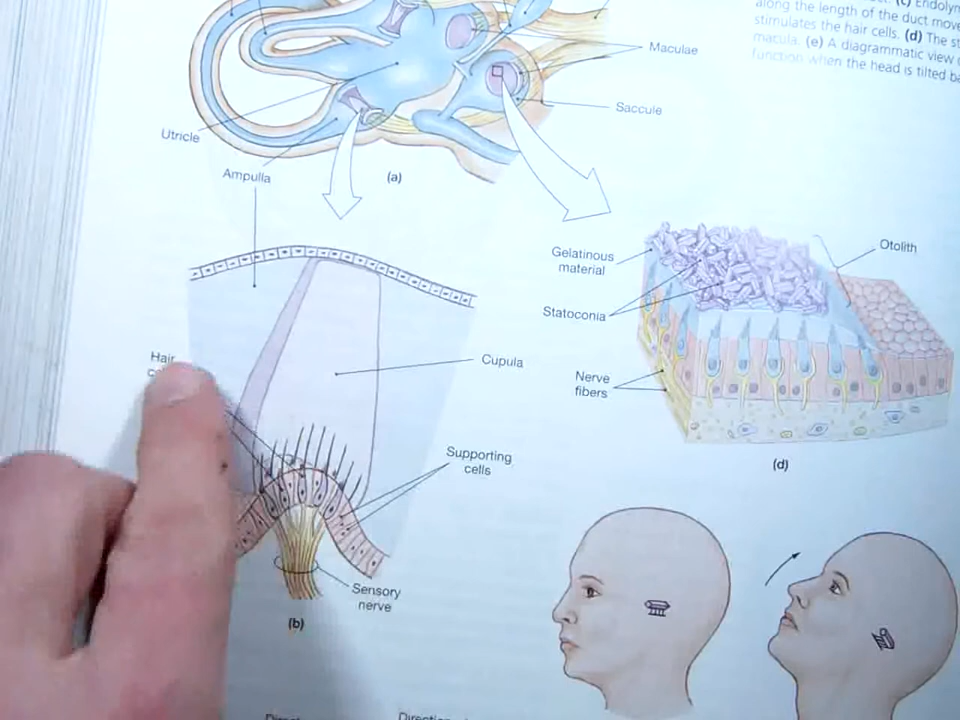 (c) Endolym
along the length of the duct move
stimulates the hair cells. (d) The st
macula. (e) A diagrammatic view o
function when the head is tilted ba
Maculae
Saccule
Utricle
Ampulla
(a)
Gelatinous
material
Otolith
Statoconia
Hair
Cupula
Nerve
fibers
Supporting
cells
(d)
Sensory
nerve
(b)
Direction